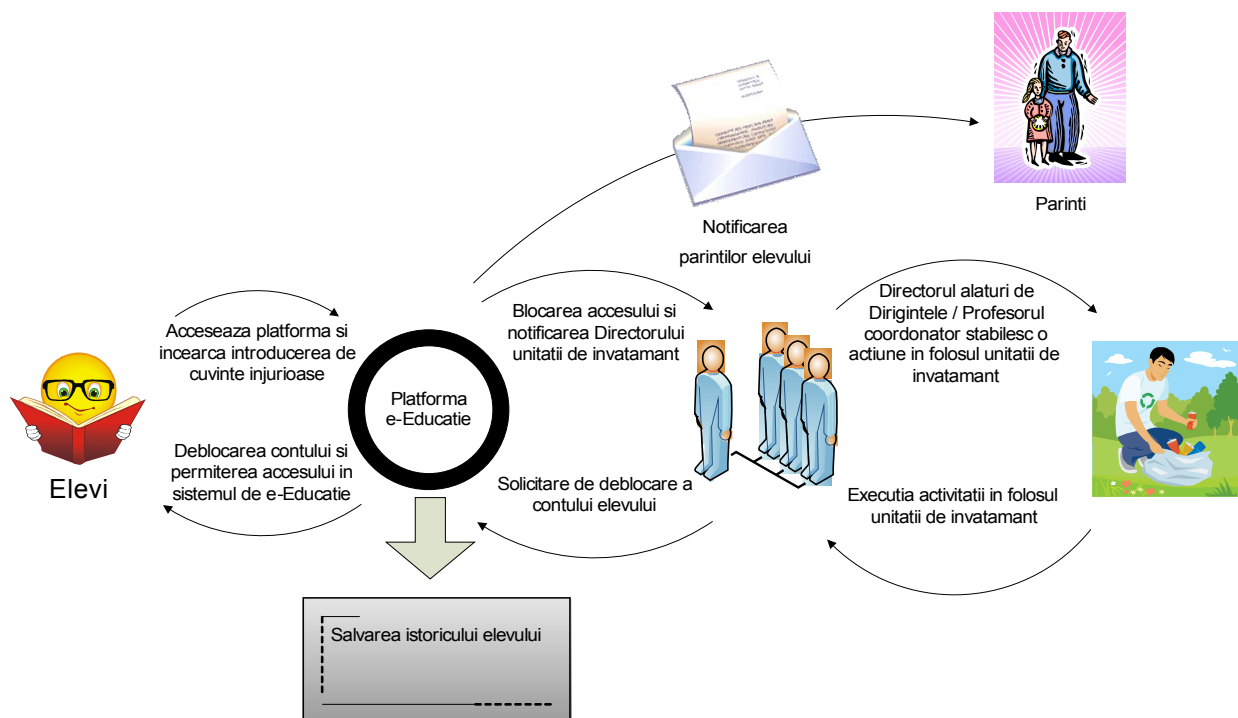 Parinti
Notificarea
parintilor elevului
Acceseaza platforma si
incearca introducerea de
cuvinte injurioase
Blocarea accesului si
notificarea Directorului
unitatii de invatamant
Directorul alaturi de
Dirigintele / Profesorul
coordonator stabilesc o
actiune in folosul unitatii de
invatamant
Platforma
e-Educatie
Elevi
Deblocarea contului si
permiterea accesului in
sistemul de e-Educatie
Solicitare de deblocare a
contului elevului
Executia activitatii in folosul
unitatii de invatamant
Salvarea istoricului elevului